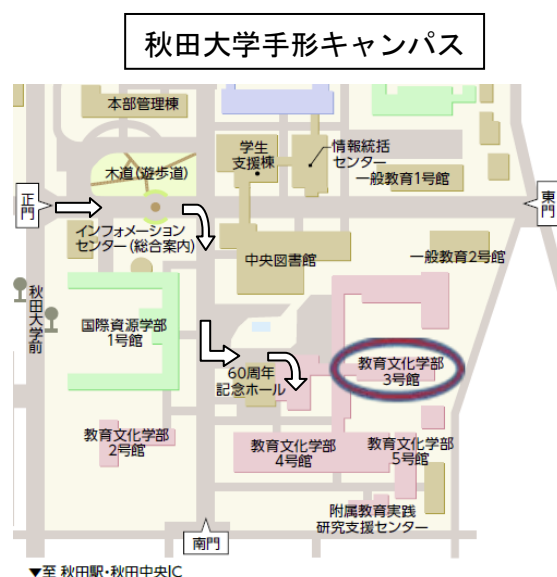 秋田大学手形キャンパス
本部管理棟
学生
支援棟
情報統括
センター
木道(遊歩道)
一般教育1号館
正門
東門
インフォメーション
センター(総合案内)
中央図書館
一般教育2号館
秋田大学前
国際資源学部
1号館
60周年
記念ホール
教育文化学部
3号館
教育文化学部
2号館
教育文化学部
4号館
教育文化学部
5号館
附属教育実践
研究支援センター
南門
▼至 秋田駅・秋田中央IC